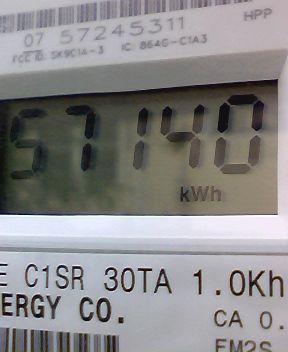 HPP
07 57245311
FCC ID: SK9C1A-3 IC: 864G-C1A3
57140
kWh
E C1SR 30TA 1.0Kh
ERGY CO. CA 0.
FM2S